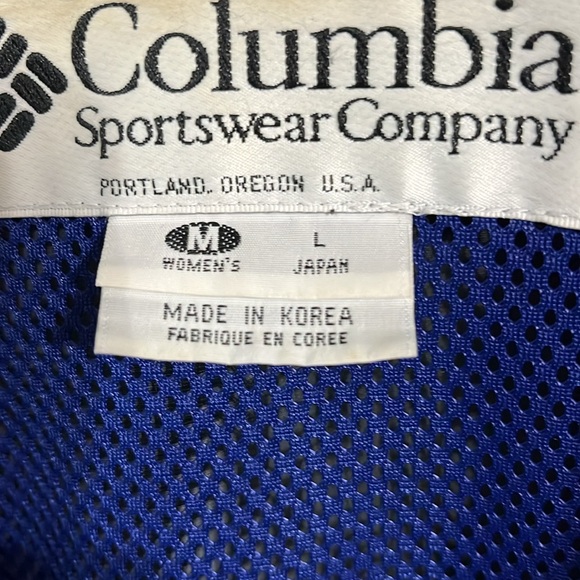 Columbia
Sportswear Company
PORTLAND. OREGON U.S.A.
M L
WOMEN'S JAPAN
MADE IN KOREA
FABRIQUE EN COREE